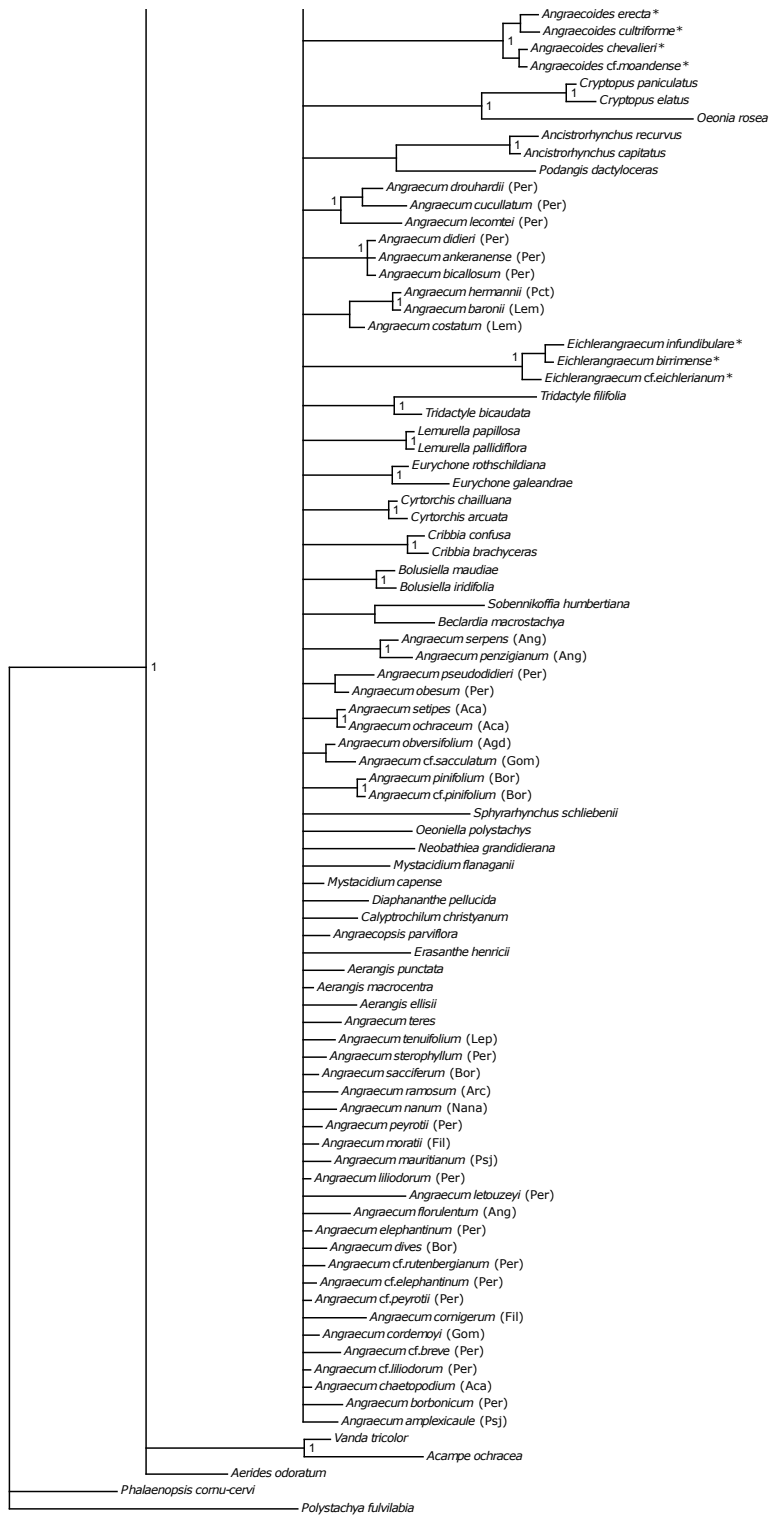 Angraecoides erecta*
Angraecoides cultriforme*
1
Angraecoides chevalieri*
Angraecoides cf.moandense*
Cryptopus paniculatus
1
Cryptopus elatus
1
Oeonia rosea
Ancistrorhynchus recurvus
1
Ancistrorhynchus capitatus
Podangis dactyloceras
Angraecum drouhardii (Per)
1
Angraecum cucullatum (Per)
Angraecum lecomtei (Per)
Angraecum didieri (Per)
1
Angraecum ankeranense (Per)
Angraecum bicallosum (Per)
Angraecum hermannii (Pct)
1
Angraecum baronii (Lem)
Angraecum costatum (Lem)
Eichlerangraecum infundibulare*
1
Eichlerangraecum birrimense*
Eichlerangraecum cf.eichlerianum*
Tridactyle filifolia
1
Tridactyle bicaudata
Lemurella papillosa
1
Lemurella pallidiflora
Eurychone rothschildiana
1
Eurychone galeandrae
Cyrtorchis chailluana
1
Cyrtorchis arcuata
Cribbia confusa
1
Cribbia brachyceras
Bolusiella maudiae
1
Bolusiella iridifolia
Sobennikoffia humbertiana
Beclardia macrostachya
Angraecum serpens (Ang)
1
Angraecum penzigianum (Ang)
1
Angraecum pseudodidieri (Per)
Angraecum obesum (Per)
Angraecum setipes (Aca)
1
Angraecum ochraceum (Aca)
Angraecum obversifolium (Agd)
Angraecum cf.sacculatum (Gom)
Angraecum pinifolium (Bor)
1
Angraecum cf.pinifolium (Bor)
Sphyrarhynchus schliebenii
Oeoniella polystachys
Neobathiea grandidierana
Mystacidium flanaganii
Mystacidium capense
Diaphananthe pellucida
Calyptrochilum christyanum
Angraecopsis parviflora
Erasanthe henricii
Aerangis punctata
Aerangis macrocentra
Aerangis ellisii
Angraecum teres
Angraecum tenuifolium (Lep)
Angraecum sterophyllum (Per)
Angraecum sacciferum (Bor)
Angraecum ramosum (Arc)
Angraecum nanum (Nana)
Angraecum peyrotii (Per)
Angraecum moratii (Fil)
Angraecum mauritianum (Psj)
Angraecum liliodorum (Per)
Angraecum letouzeyi (Per)
Angraecum florulentum (Ang)
Angraecum elephantinum (Per)
Angraecum dives (Bor)
Angraecum cf.rutenbergianum (Per)
Angraecum cf.elephantinum (Per)
Angraecum cf.peyrotii (Per)
Angraecum cornigerum (Fil)
Angraecum cordemoyi (Gom)
Angraecum cf.breve (Per)
Angraecum cf.liliodorum (Per)
Angraecum chaetopodium (Aca)
Angraecum borbonicum (Per)
Angraecum amplexicaule (Psj)
Vanda tricolor
1
Acampe ochracea
Aerides odoratum
Phalaenopsis cornu-cervi
Polystachya fulvilabia